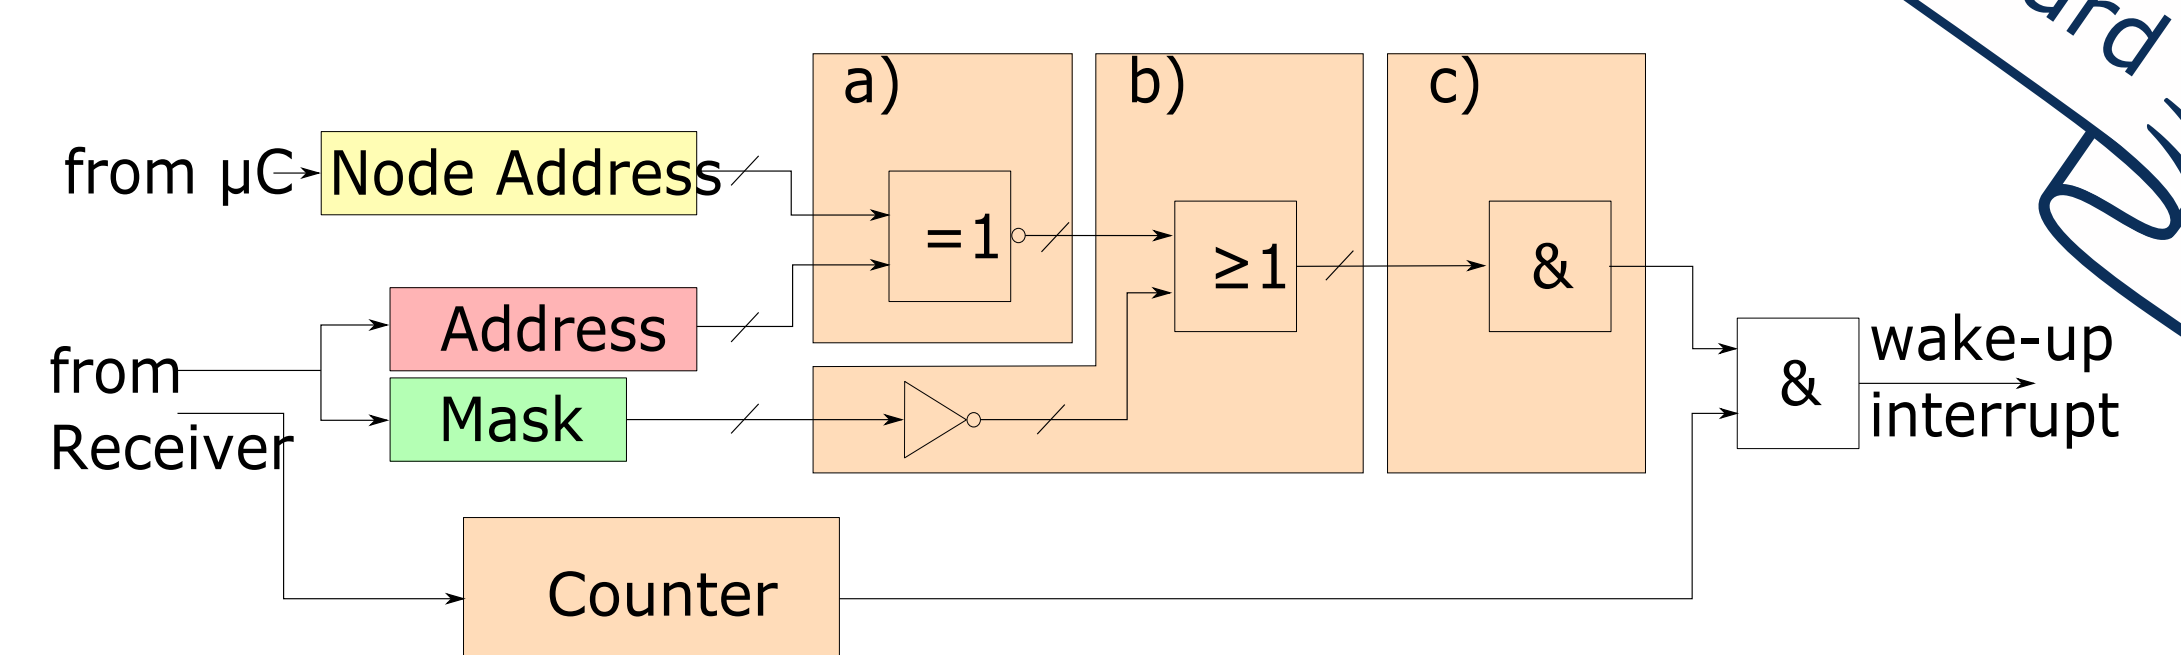 a)
b)
c)
from µC
Node Address
=1
≥1
&
Address
from
Receiver
Mask
&
wake-up
interrupt
Counter